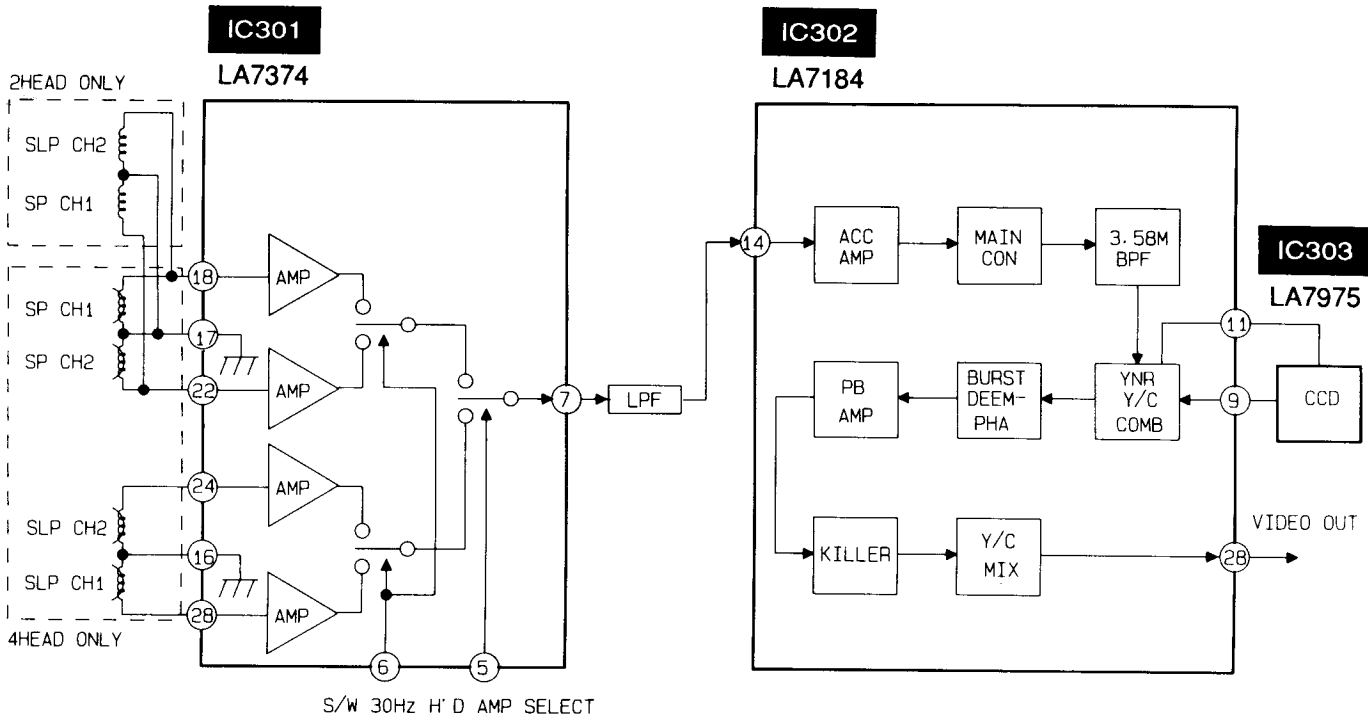 IC301
LA7374
2HEAD ONLY
SLP CH2
SP CH1
SP CH1
SP CH2
SLP CH2
SLP CH1
4HEAD ONLY
18
17
22
24
16
28
AMP
AMP
AMP
AMP
6
5
S/W 30Hz H'D AMP SELECT
7
LPF
IC302
LA7184
14
ACC
AMP
MAIN
CON
3.58M
BPF
PB
AMP
BURST
DEEM-
PHA
YNR
Y/C
COMB
KILLER
Y/C
MIX
11
9
28
IC303
LA7975
CCD
VIDEO OUT